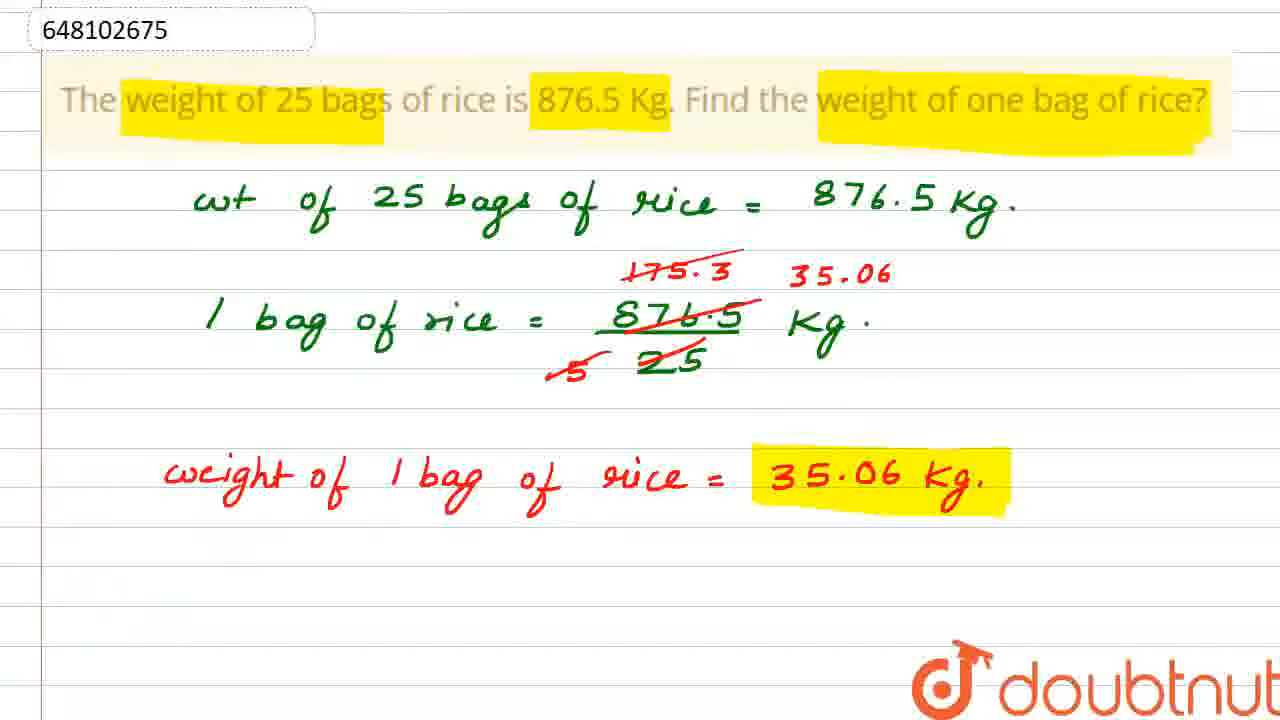 648102675
The weight of 25 bags of rice is 876.5 Kg. Find the weight of one bag of rice?
wt of 25 bags of rice = 876.5 Kg.
175.3 35.06
1 bag of rice = 876.5 Kg.
5 25
weight of 1 bag of rice = 35.06 Kg.
doubtnut